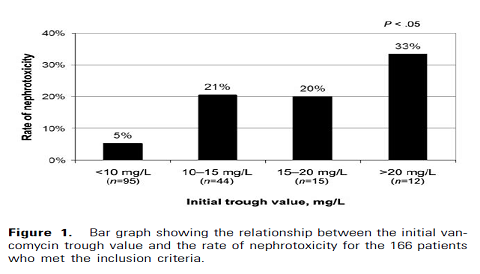 P < .05
40%
33%
30%
21%
20%
20%
10%
5%
0%
Rate of nephrotoxicity
<10 mg/L 10–15 mg/L 15–20 mg/L >20 mg/L
(n=95) (n=44) (n=15) (n=12)
Initial trough value, mg/L
Figure 1. Bar graph showing the relationship between the initial van-
comycin trough value and the rate of nephrotoxicity for the 166 patients
who met the inclusion criteria.